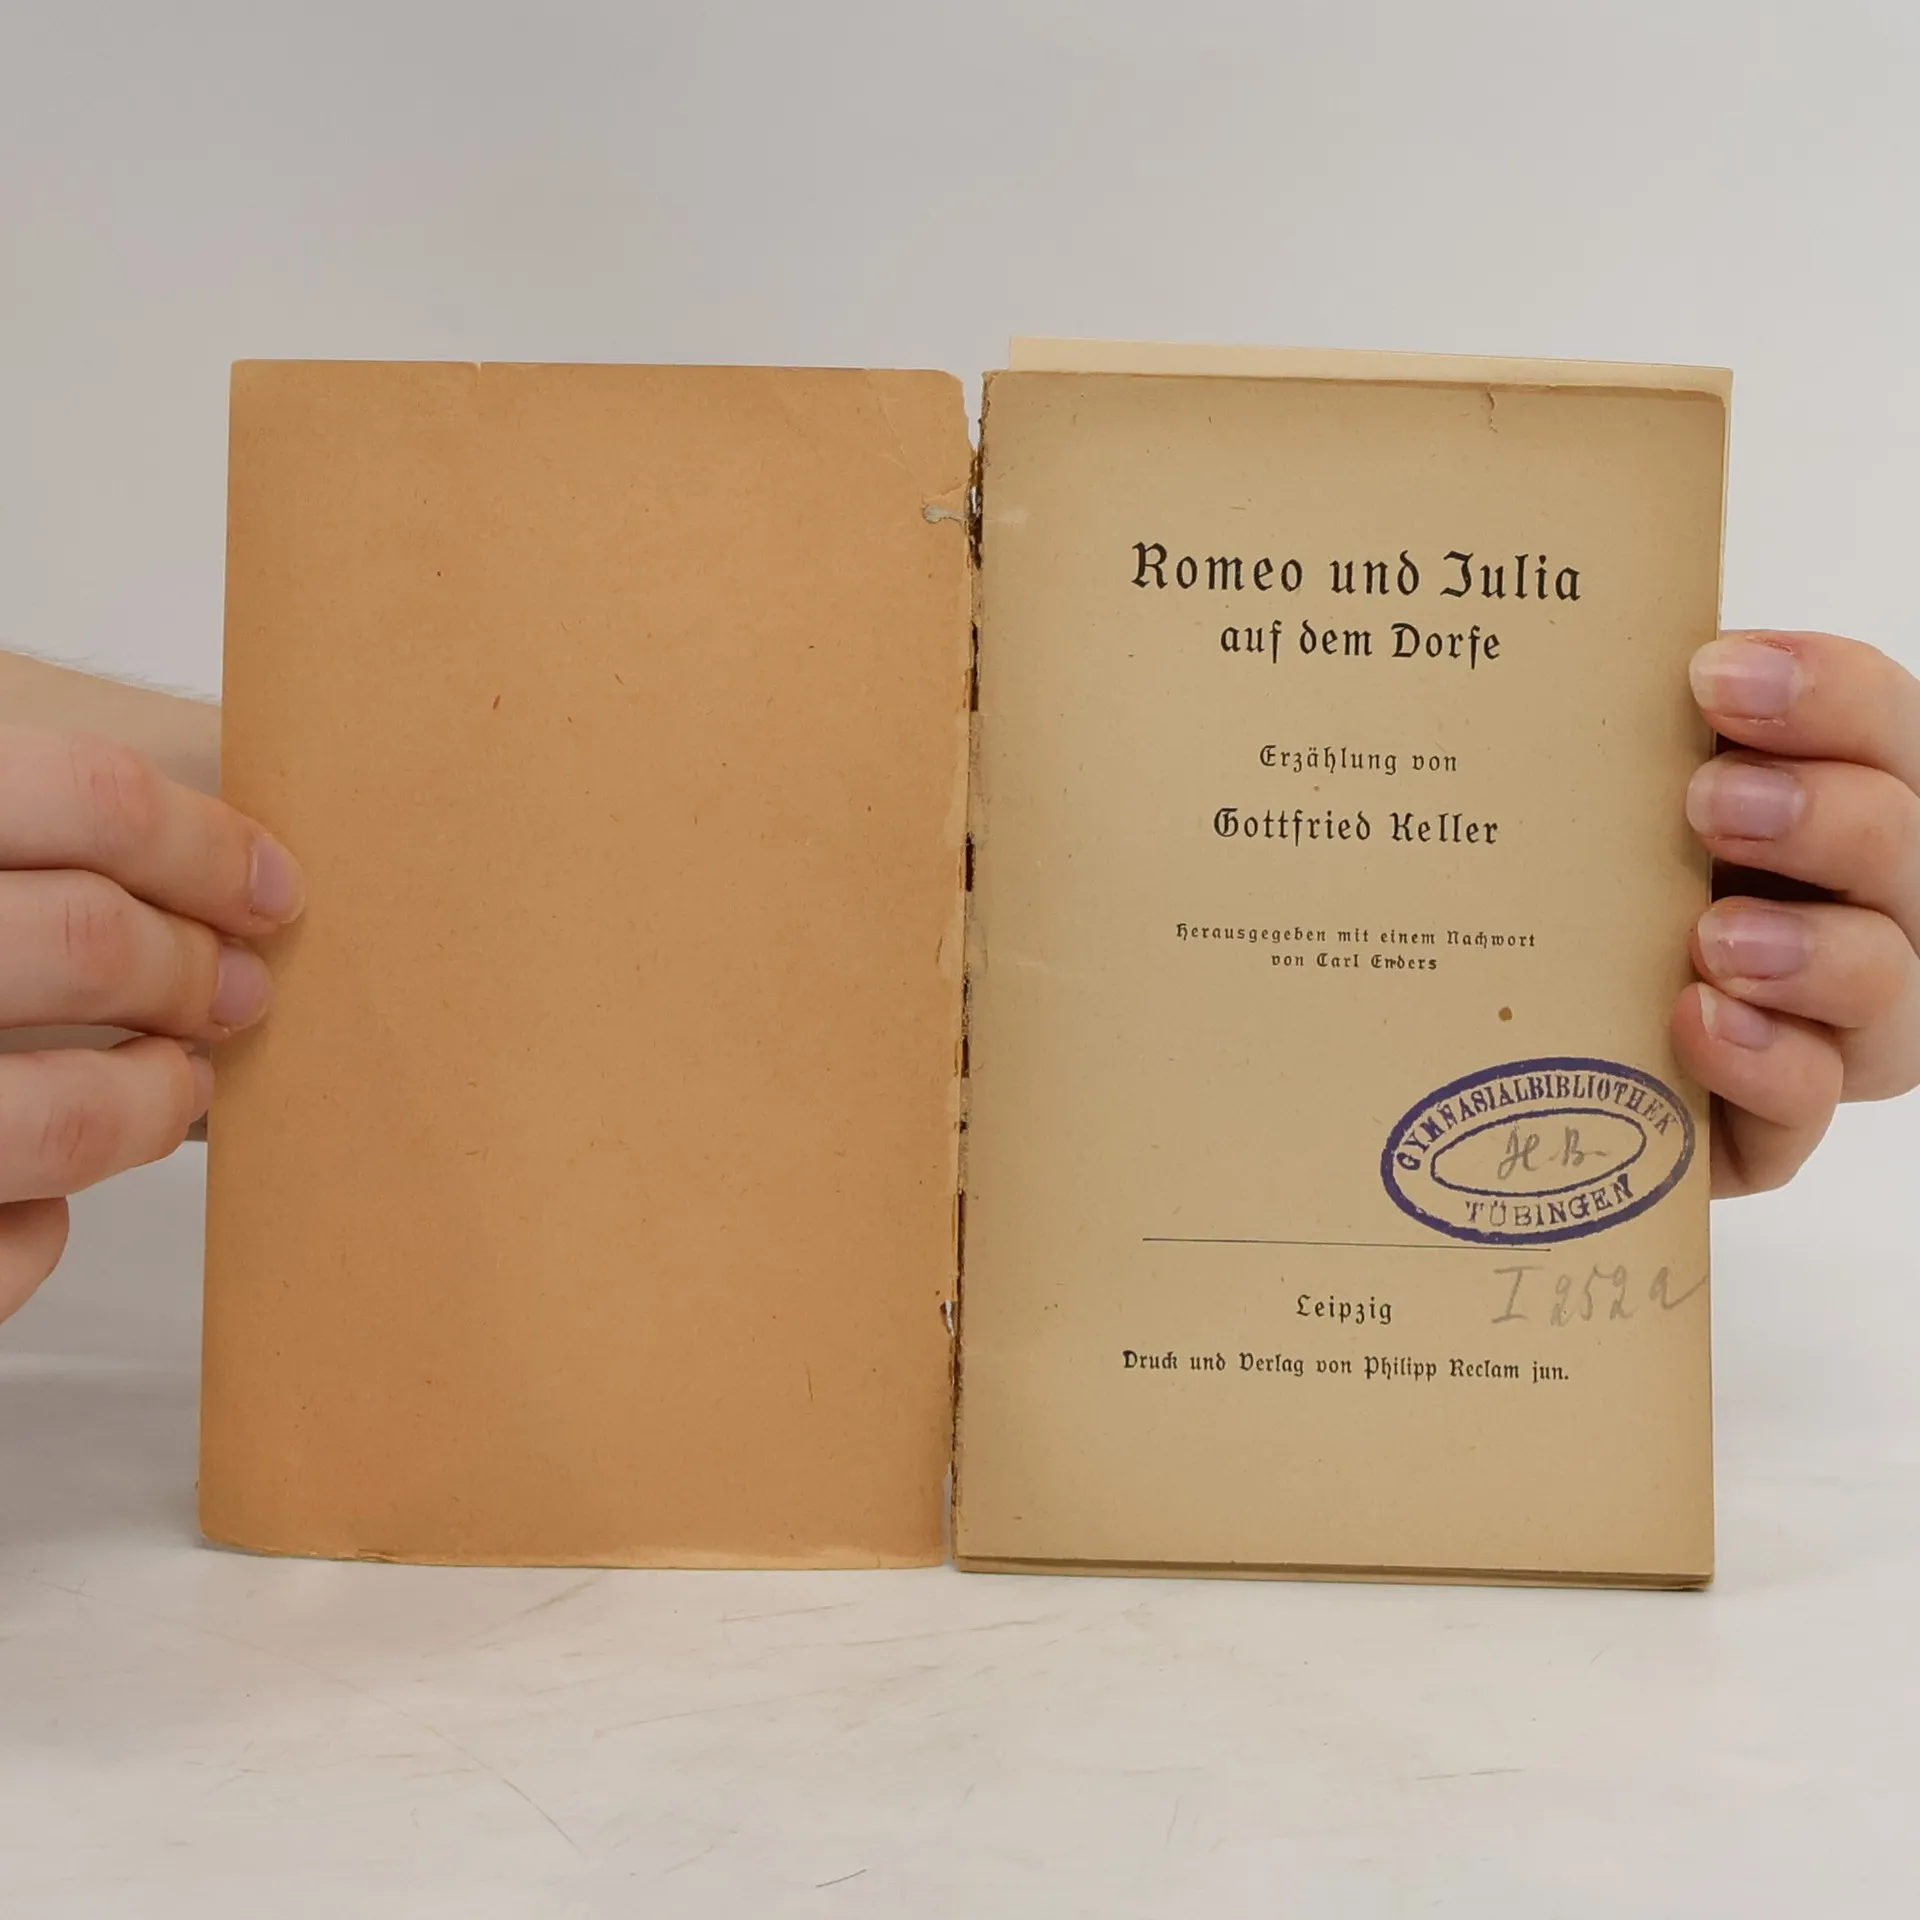 Romeo und Julia
auf dem Dorfe
Erzählung von
Gottfried Keller
Herausgegeben mit einem Nachwort
von Carl Enders
GYMNASIALBIBLIOTHEK
H B
TÜBINGEN
I 252 a
Leipzig
Druck und Verlag von Philipp Reclam jun.